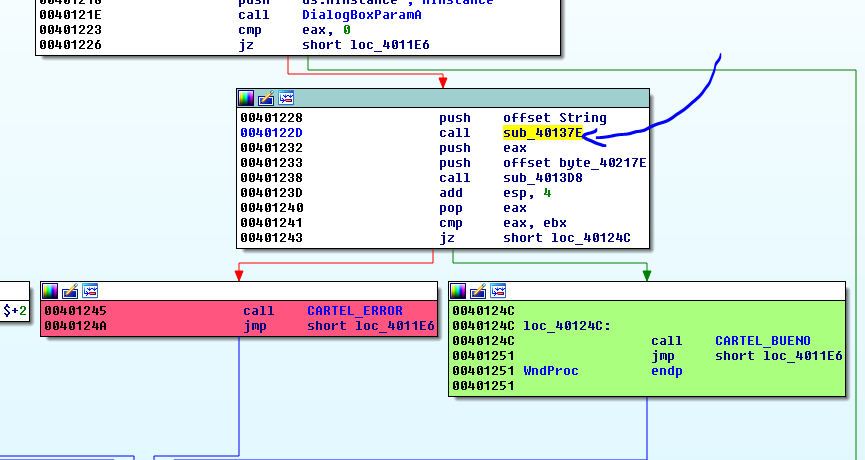 push ds:hInstance ; hInstance
0040121E call DialogBoxParamA
00401223 cmp eax, 0
00401226 jz short loc_4011E6
00401228 push offset String
0040122D call sub_40137E
00401232 push eax
00401233 push offset byte_40217E
00401238 call sub_4013D8
0040123D add esp, 4
00401240 pop eax
00401241 cmp eax, ebx
00401243 jz short loc_40124C
$+2
00401245 call CARTEL_ERROR
0040124A jmp short loc_4011E6
0040124C
0040124C loc_40124C:
0040124C call CARTEL_BUENO
00401251 jmp short loc_4011E6
00401251 WndProc endp
00401251